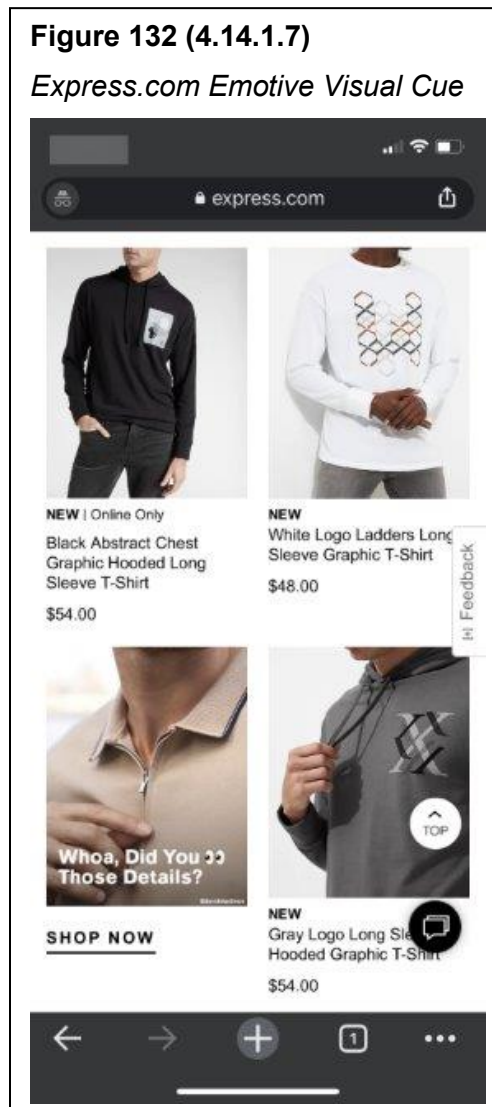 Figure 132 (4.14.1.7)
Express.com Emotive Visual Cue
express.com
NEW | Online Only
Black Abstract Chest
Graphic Hooded Long
Sleeve T-Shirt
$54.00
NEW
White Logo Ladders Long
Sleeve Graphic T-Shirt
$48.00
Feedback
Whoa, Did You 👀
Those Details?
SHOP NOW
TOP
NEW
Gray Logo Long Sle
Hooded Graphic T-Shirt
$54.00
1